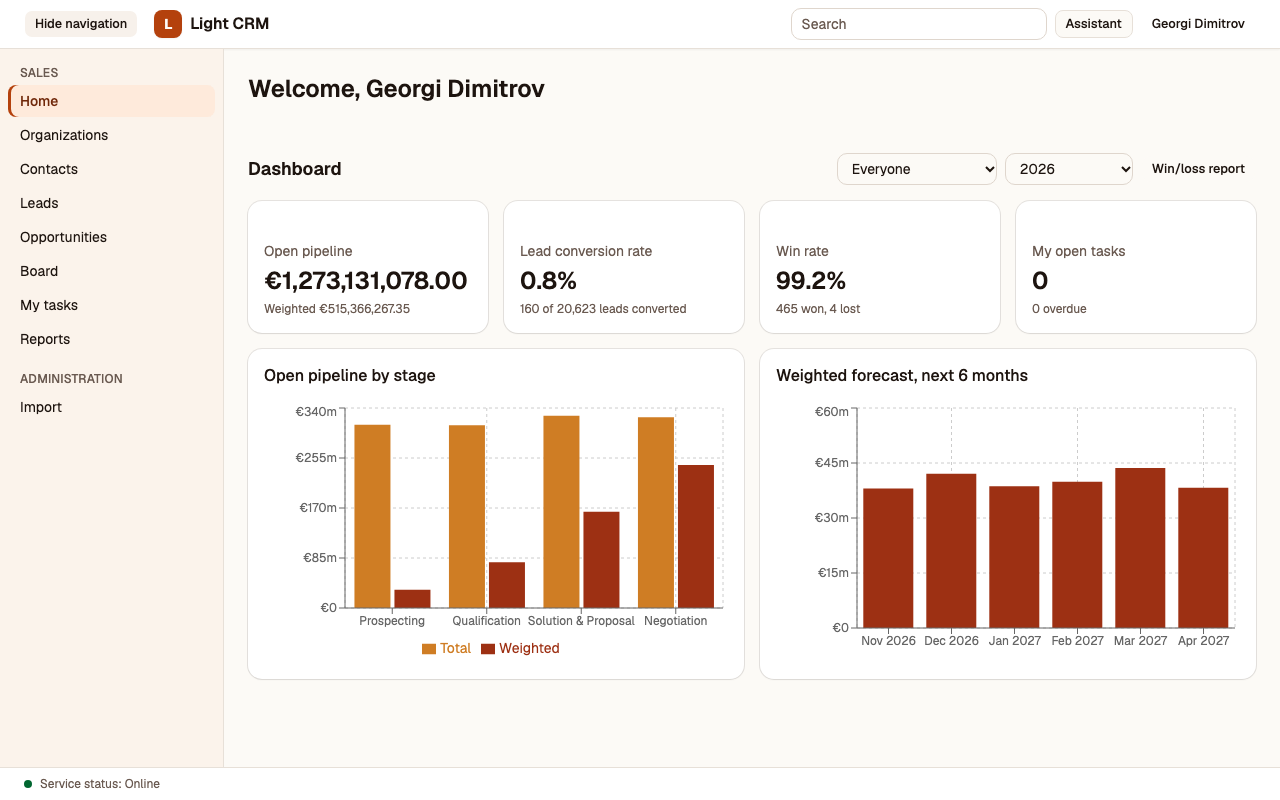 Hide navigation
L
Light CRM
Search
Assistant
Georgi Dimitrov
SALES
Home
Organizations
Contacts
Leads
Opportunities
Board
My tasks
Reports
ADMINISTRATION
Import
Welcome, Georgi Dimitrov
Dashboard
Everyone
2026
Win/loss report
Open pipeline
€1,273,131,078.00
Weighted €515,366,267.35
Lead conversion rate
0.8%
160 of 20,623 leads converted
Win rate
99.2%
465 won, 4 lost
My open tasks
0
0 overdue
Open pipeline by stage
€340m
€255m
€170m
€85m
€0
Prospecting
Qualification
Solution & Proposal
Negotiation
Total
Weighted
Weighted forecast, next 6 months
€60m
€45m
€30m
€15m
€0
Nov 2026
Dec 2026
Jan 2027
Feb 2027
Mar 2027
Apr 2027
Service status: Online